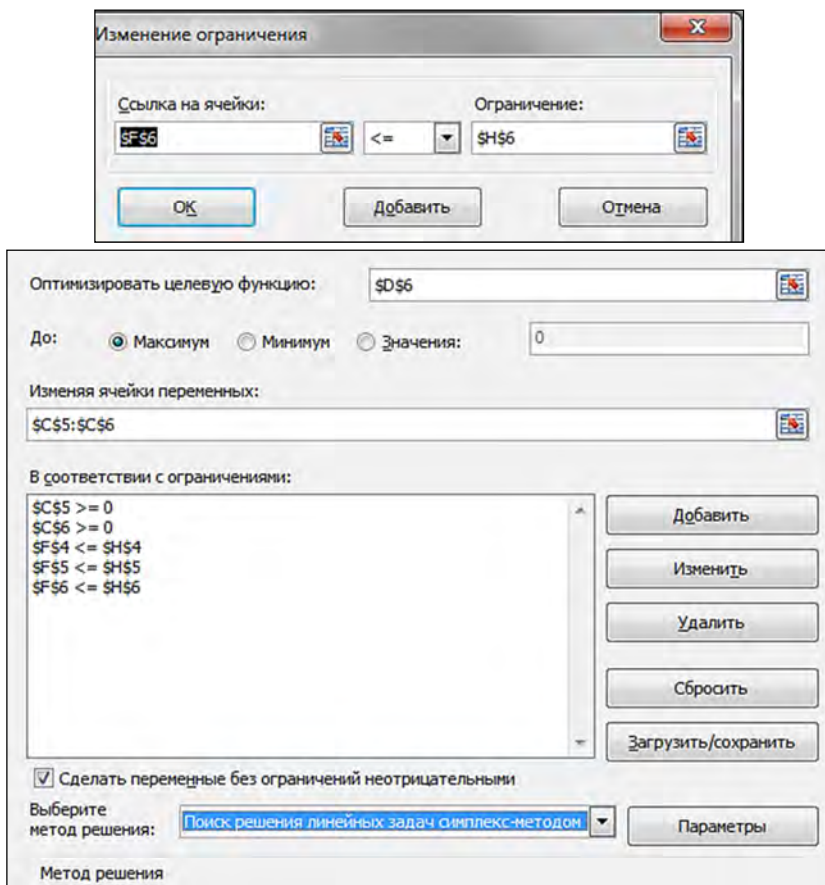 Изменение ограничения
Ссылка на ячейки: Ограничение:
$F$6 <= $H$6
ОК Добавить Отмена
Оптимизировать целевую функцию: $D$6
До: Максимум Минимум Значения: 0
Изменяя ячейки переменных:
$C$5:$C$6
В соответствии с ограничениями:
$C$5 >= 0
$C$6 >= 0
$F$4 <= $H$4
$F$5 <= $H$5
$F$6 <= $H$6
Добавить
Изменить
Удалить
Сбросить
Загрузить/сохранить
Сделать переменные без ограничений неотрицательными
Выберите
метод решения: Поиск решения линейных задач симплекс-методом Параметры
Метод решения